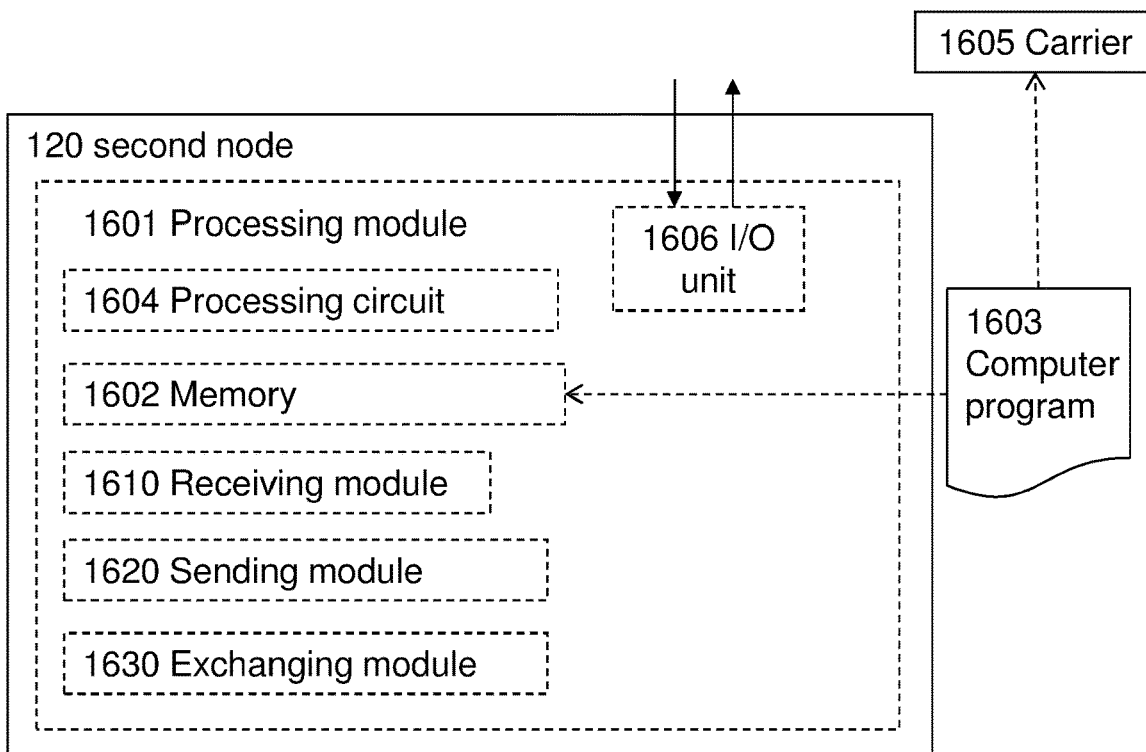 1605 Carrier
120 second node
1601 Processing module
1606 I/O
unit
1604 Processing circuit
1603
Computer
program
1602 Memory
1610 Receiving module
1620 Sending module
1630 Exchanging module